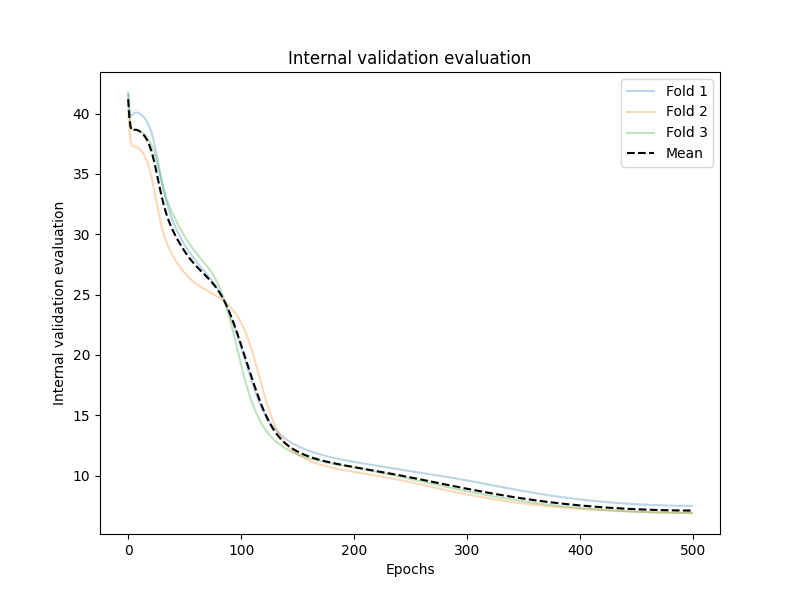 Internal validation evaluation
Fold 1
Fold 2
Fold 3
Mean
Internal validation evaluation
40
35
30
25
20
15
10
0 100 200 300 400 500
Epochs